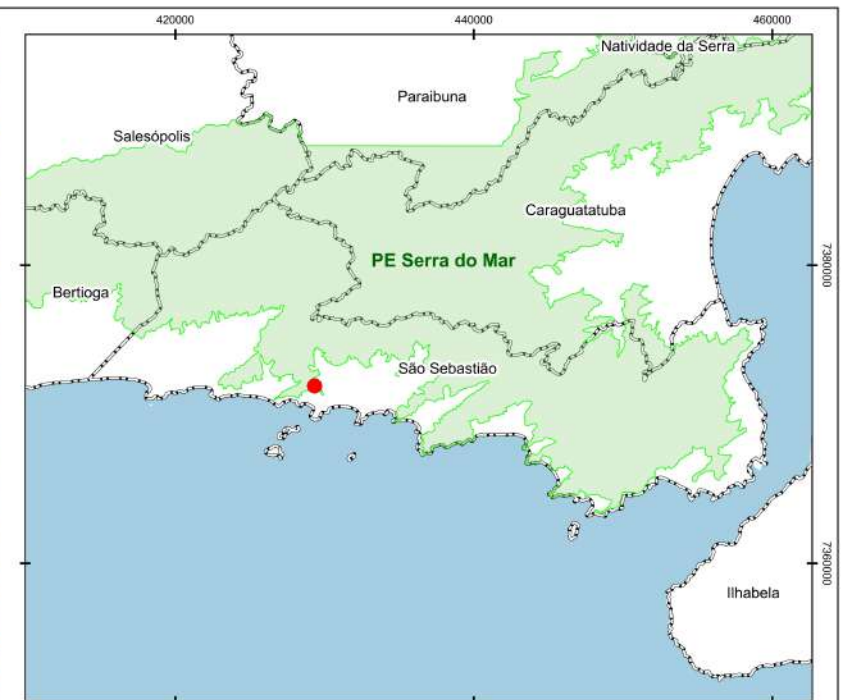 420000
440000
460000
Natividade da Serra
Paraibuna
Salesópolis
Caraguatatuba
PE Serra do Mar
7380000
Bertioga
São Sebastião
7360000
Ilhabela